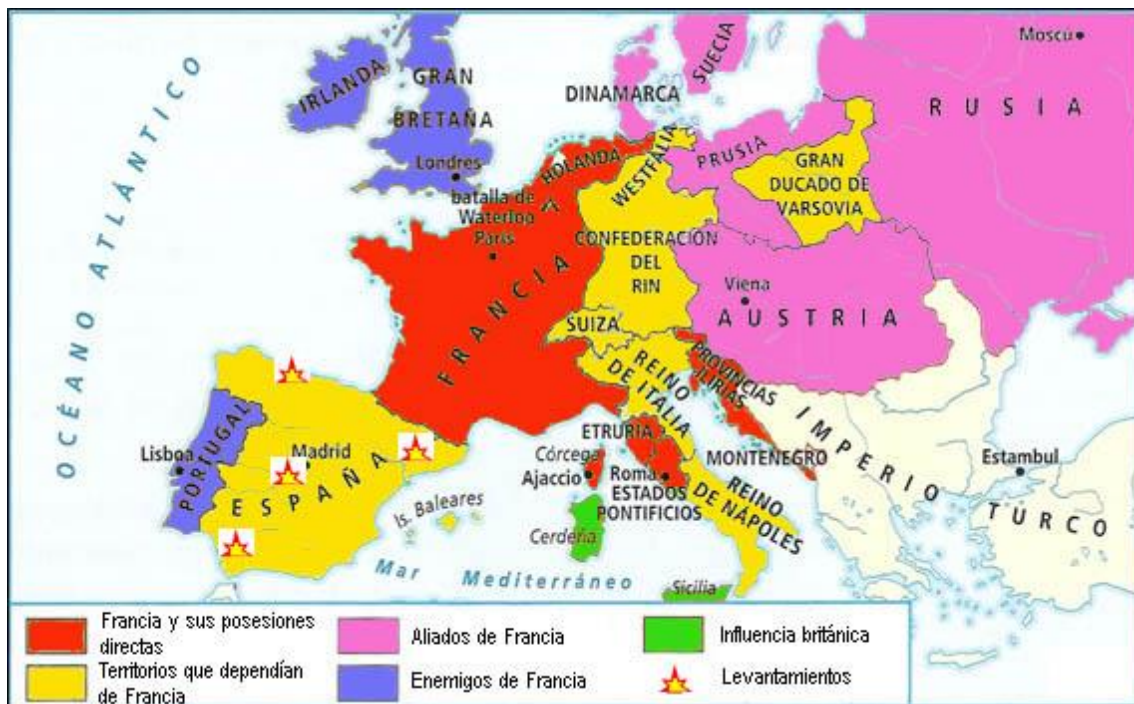 OCÉANO ATLÁNTICO
IRLANDA
GRAN
BRETAÑA
Londres
batalla de
Waterloo
París
HOLANDA
DINAMARCA
SUECIA
Moscú
RUSIA
PRUSIA
WESTFALIA
GRAN
DUCADO DE
VARSOVIA
CONFEDERACIÓN
DEL
RIN
FRANCIA
Viena
AUSTRIA
SUIZA
REINO
DE ITALIA
PROVINCIAS
ILIRIAS
IMPERIO
TURCO
Estambul
MONTENEGRO
ETRURIA
Córcega
Ajaccio
Roma
ESTADOS
PONTIFICIOS
REINO
DE NÁPOLES
Cerdeña
Sicilia
Lisboa
PORTUGAL
Madrid
ESPAÑA
Is. Baleares
Mar Mediterráneo
Francia y sus posesiones
directas
Territorios que dependían
de Francia
Aliados de Francia
Enemigos de Francia
Influencia británica
Levantamientos